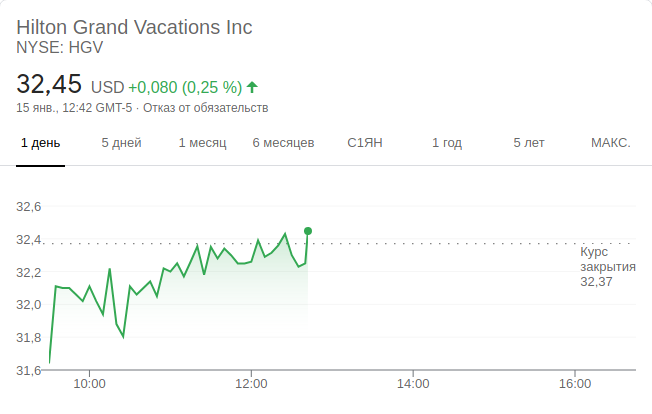 Hilton Grand Vacations Inc
NYSE: HGV
32,45 USD +0,080 (0,25 %)
15 янв., 12:42 GMT-5 · Отказ от обязательств
1 день 5 дней 1 месяц 6 месяцев С1ЯН 1 год 5 лет МАКС.
32,6
32,4
Курс
закрытия
32,37
32,2
32,0
31,8
31,6
10:00 12:00 14:00 16:00